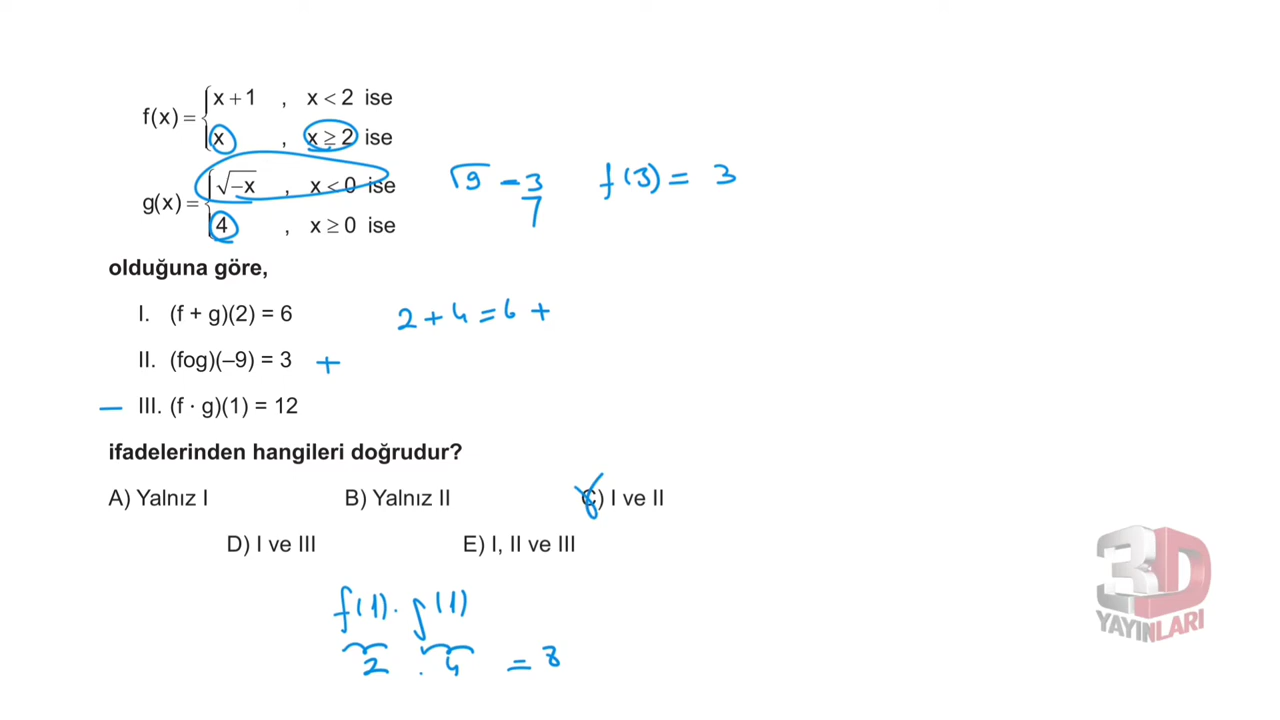 f(x) = { x + 1 , x < 2 ise
x , x ≥ 2 ise
g(x) = { √–x , x < 0 ise
4 , x ≥ 0 ise
√9 – 3 f(3) = 3
7
olduğuna göre,
I. (f + g)(2) = 6 2 + 4 = 6 +
II. (fog)(–9) = 3 +
– III. (f · g)(1) = 12
ifadelerinden hangileri doğrudur?
A) Yalnız I B) Yalnız II C) I ve II
D) I ve III E) I, II ve III
f(1) · g(1)
2 . 4 = 8
3D
YAYINLARI